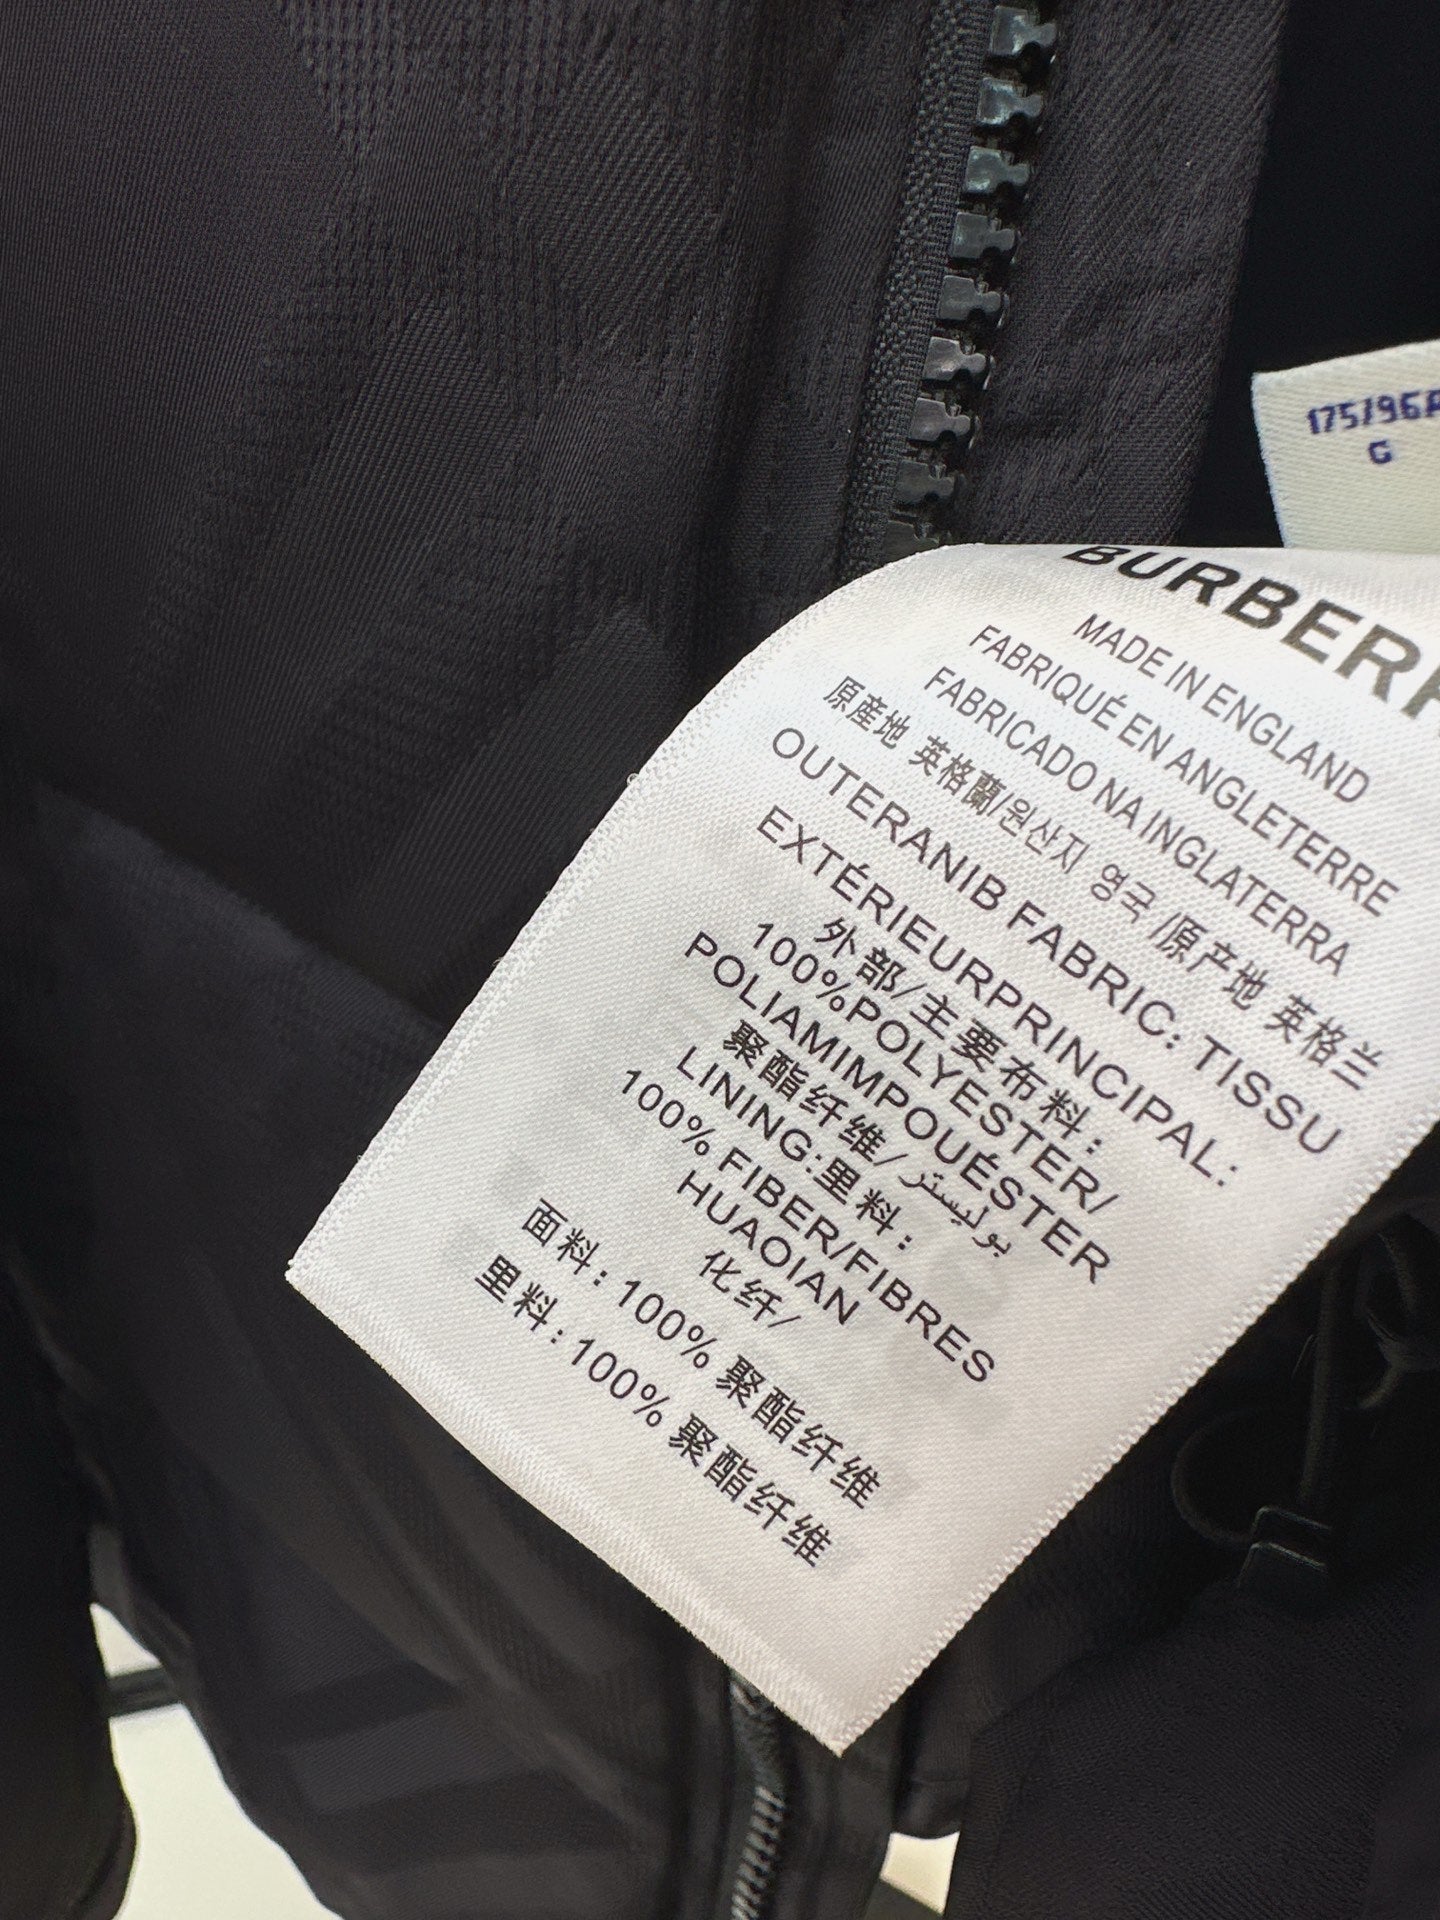 175/96A
G
BURBERR
MADE IN ENGLAND
FABRIQUÉ EN ANGLETERRE
FABRICADO NA INGLATERRA
原産地 英格蘭/원산지 영국 /原产地 英格兰
OUTERANIB FABRIC: TISSU
EXTÉRIEURPRINCIPAL:
外部/主要布料:
100%POLYESTER/
POLIAMIMPOUÉSTER
聚酯纤维/بوليستر
LINING:里料:
100% FIBER/FIBRES
HUAOIAN
化纤/
面料: 100% 聚酯纤维
里料: 100% 聚酯纤维